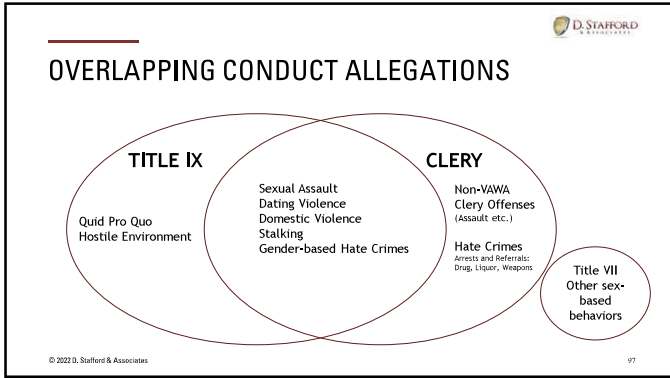 D. STAFFORD
& ASSOCIATES
OVERLAPPING CONDUCT ALLEGATIONS
TITLE IX
Quid Pro Quo
Hostile Environment
Sexual Assault
Dating Violence
Domestic Violence
Stalking
Gender-based Hate Crimes
CLERY
Non-VAWA
Clery Offenses
(Assault etc.)
Hate Crimes
Arrests and Referrals:
Drug, Liquor, Weapons
Title VII
Other sex-
based
behaviors
© 2022 D. Stafford & Associates
97